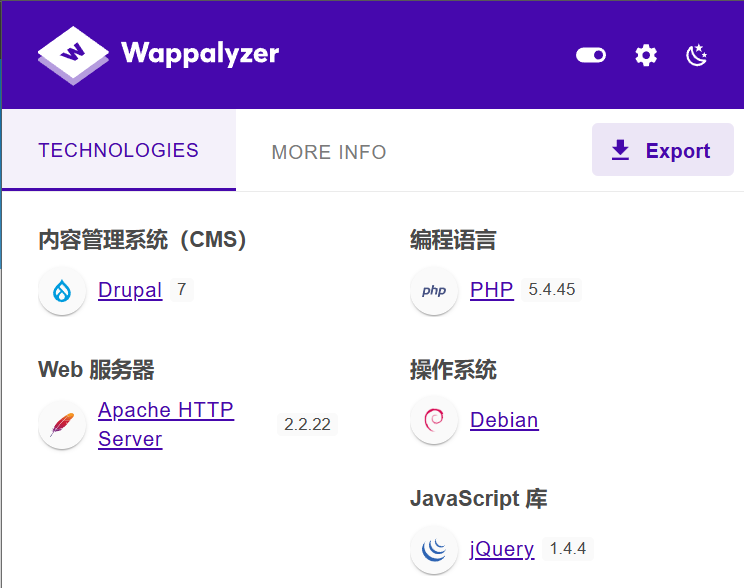 Wappalyzer
TECHNOLOGIES
MORE INFO
Export
内容管理系统（CMS）
Drupal 7
Web 服务器
Apache HTTP
Server
2.2.22
编程语言
php PHP 5.4.45
操作系统
Debian
JavaScript 库
jQuery 1.4.4